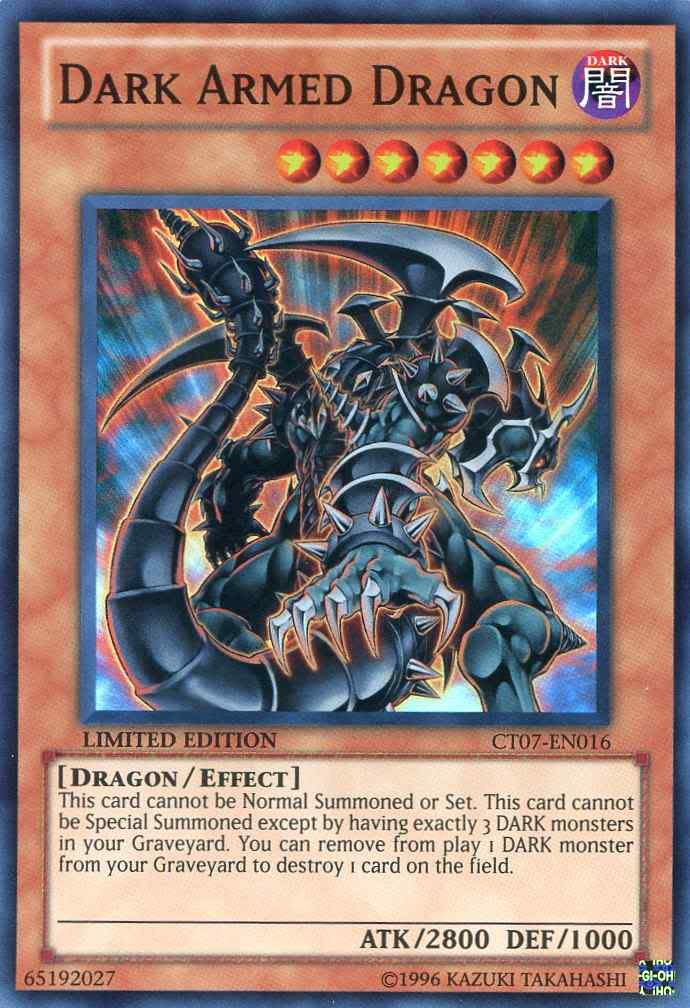 DARK ARMED DRAGON
DARK
闇
LIMITED EDITION
CT07-EN016
[DRAGON/EFFECT]
This card cannot be Normal Summoned or Set. This card cannot
be Special Summoned except by having exactly 3 DARK monsters
in your Graveyard. You can remove from play 1 DARK monster
from your Graveyard to destroy 1 card on the field.
ATK/2800 DEF/1000
65192027
©1996 KAZUKI TAKAHASHI
-GI-OH!